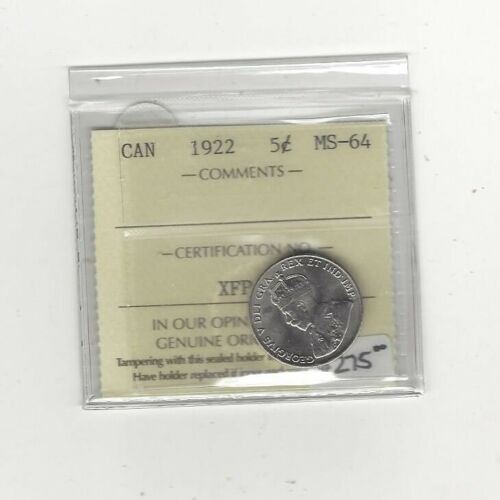 CAN 1922 5¢ MS-64
— COMMENTS —
— CERTIFICATION NO. —
XFP
IN OUR OPIN
GENUINE ORI
Tampering with this sealed holder
Have holder replaced if
275
GEORGIVS V DEI GRA: REX ET IND:IMP: